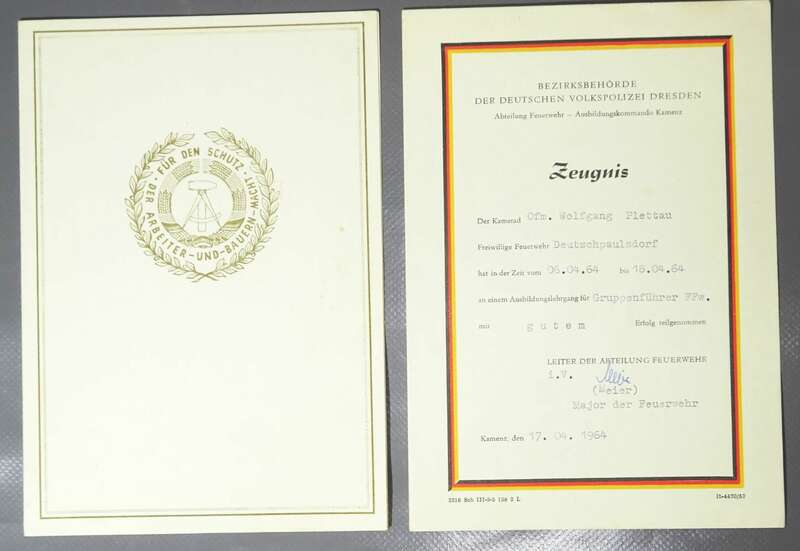 FÜR DEN SCHUTZ · DER ARBEITER-UND-BAUERN-MACHT ·
BEZIRKSBEHÖRDE
DER DEUTSCHEN VOLKSPOLIZEI DRESDEN
Abteilung Feuerwehr – Ausbildungskommando Kamenz
Zeugnis
Der Kamerad Ofm. Wolfgang Plettau
Freiwillige Feuerwehr Deutschpaulsdorf
hat in der Zeit vom 06.04.64 bis 18.04.64
an einem Ausbildungslehrgang für Gruppenführer FFw.
mit gutem Erfolg teilgenommen
LEITER DER ABTEILUNG FEUERWEHR
i.V.
(Meier)
Major der Feuerwehr
Kamenz, den 17. 04. 1964
It-4470/63